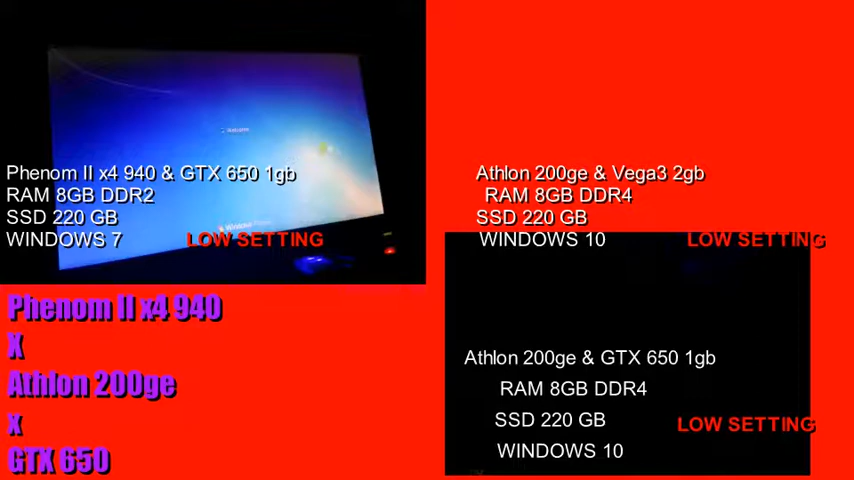 Welcome
Phenom II x4 940 & GTX 650 1gb
RAM 8GB DDR2
SSD 220 GB
WINDOWS 7
LOW SETTING
Athlon 200ge & Vega3 2gb
RAM 8GB DDR4
SSD 220 GB
WINDOWS 10
LOW SETTING
Phenom II x4 940
X
Athlon 200ge
x
GTX 650
Athlon 200ge & GTX 650 1gb
RAM 8GB DDR4
SSD 220 GB
WINDOWS 10
LOW SETTING